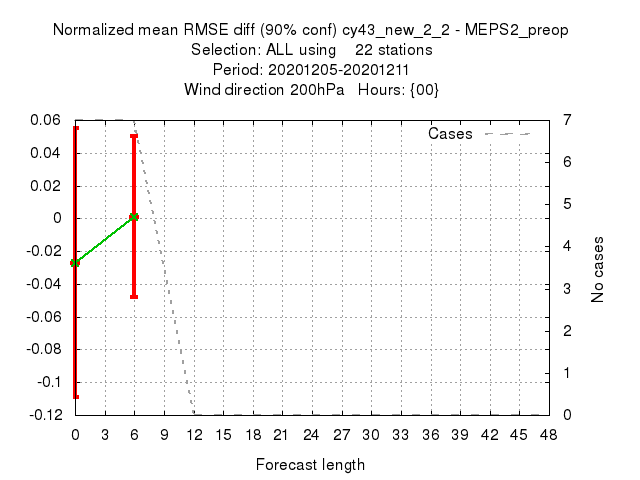 Normalized mean RMSE diff (90% conf) cy43_new_2_2 - MEPS2_preop
Selection: ALL using    22 stations
Period: 20201205-20201211
Wind direction 200hPa   Hours: {00}
Cases
0.06
0.04
0.02
0
-0.02
-0.04
-0.06
-0.08
-0.1
-0.12
7
6
5
4
3
2
1
0
No cases
0 3 6 9 12 15 18 21 24 27 30 33 36 39 42 45 48
Forecast length